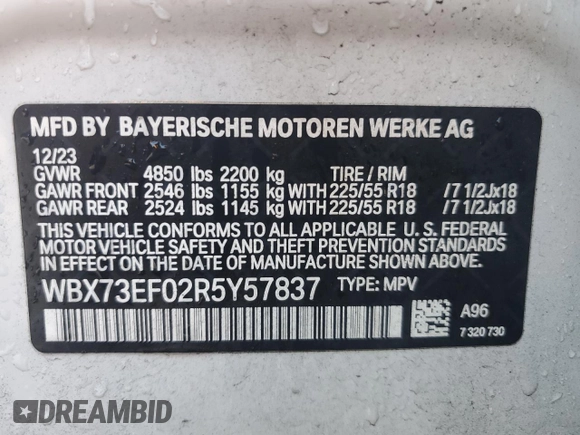 MFD BY BAYERISCHE MOTOREN WERKE AG
12/23
GVWR 4850 lbs 2200 kg TIRE / RIM
GAWR FRONT 2546 lbs 1155 kg WITH 225/55 R18 /7 1/2Jx18
GAWR REAR 2524 lbs 1145 kg WITH 225/55 R18 /7 1/2Jx18
THIS VEHICLE CONFORMS TO ALL APPLICABLE U. S. FEDERAL
MOTOR VEHICLE SAFETY AND THEFT PREVENTION STANDARDS
IN EFFECT ON THE DATE OF MANUFACTURE SHOWN ABOVE.
WBX73EF02R5Y57837 TYPE: MPV
A96
7 320 730
DREAMBID